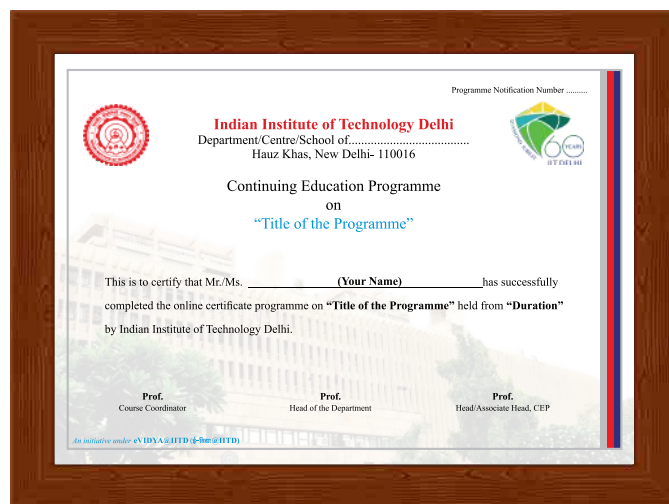 Programme Notification Number ..........
Indian Institute of Technology Delhi
Department/Centre/School of.....................................
Hauz Khas, New Delhi- 110016
60
YEARS
IIT DELHI
Continuing Education Programme
on
“Title of the Programme”
This is to certify that Mr./Ms. (Your Name) has successfully
completed the online certificate programme on “Title of the Programme” held from “Duration”
by Indian Institute of Technology Delhi.
Prof. Prof. Prof.
Course Coordinator Head of the Department Head/Associate Head, CEP
An initiative under eVIDYA@IITD (ई-विद्या@IITD)